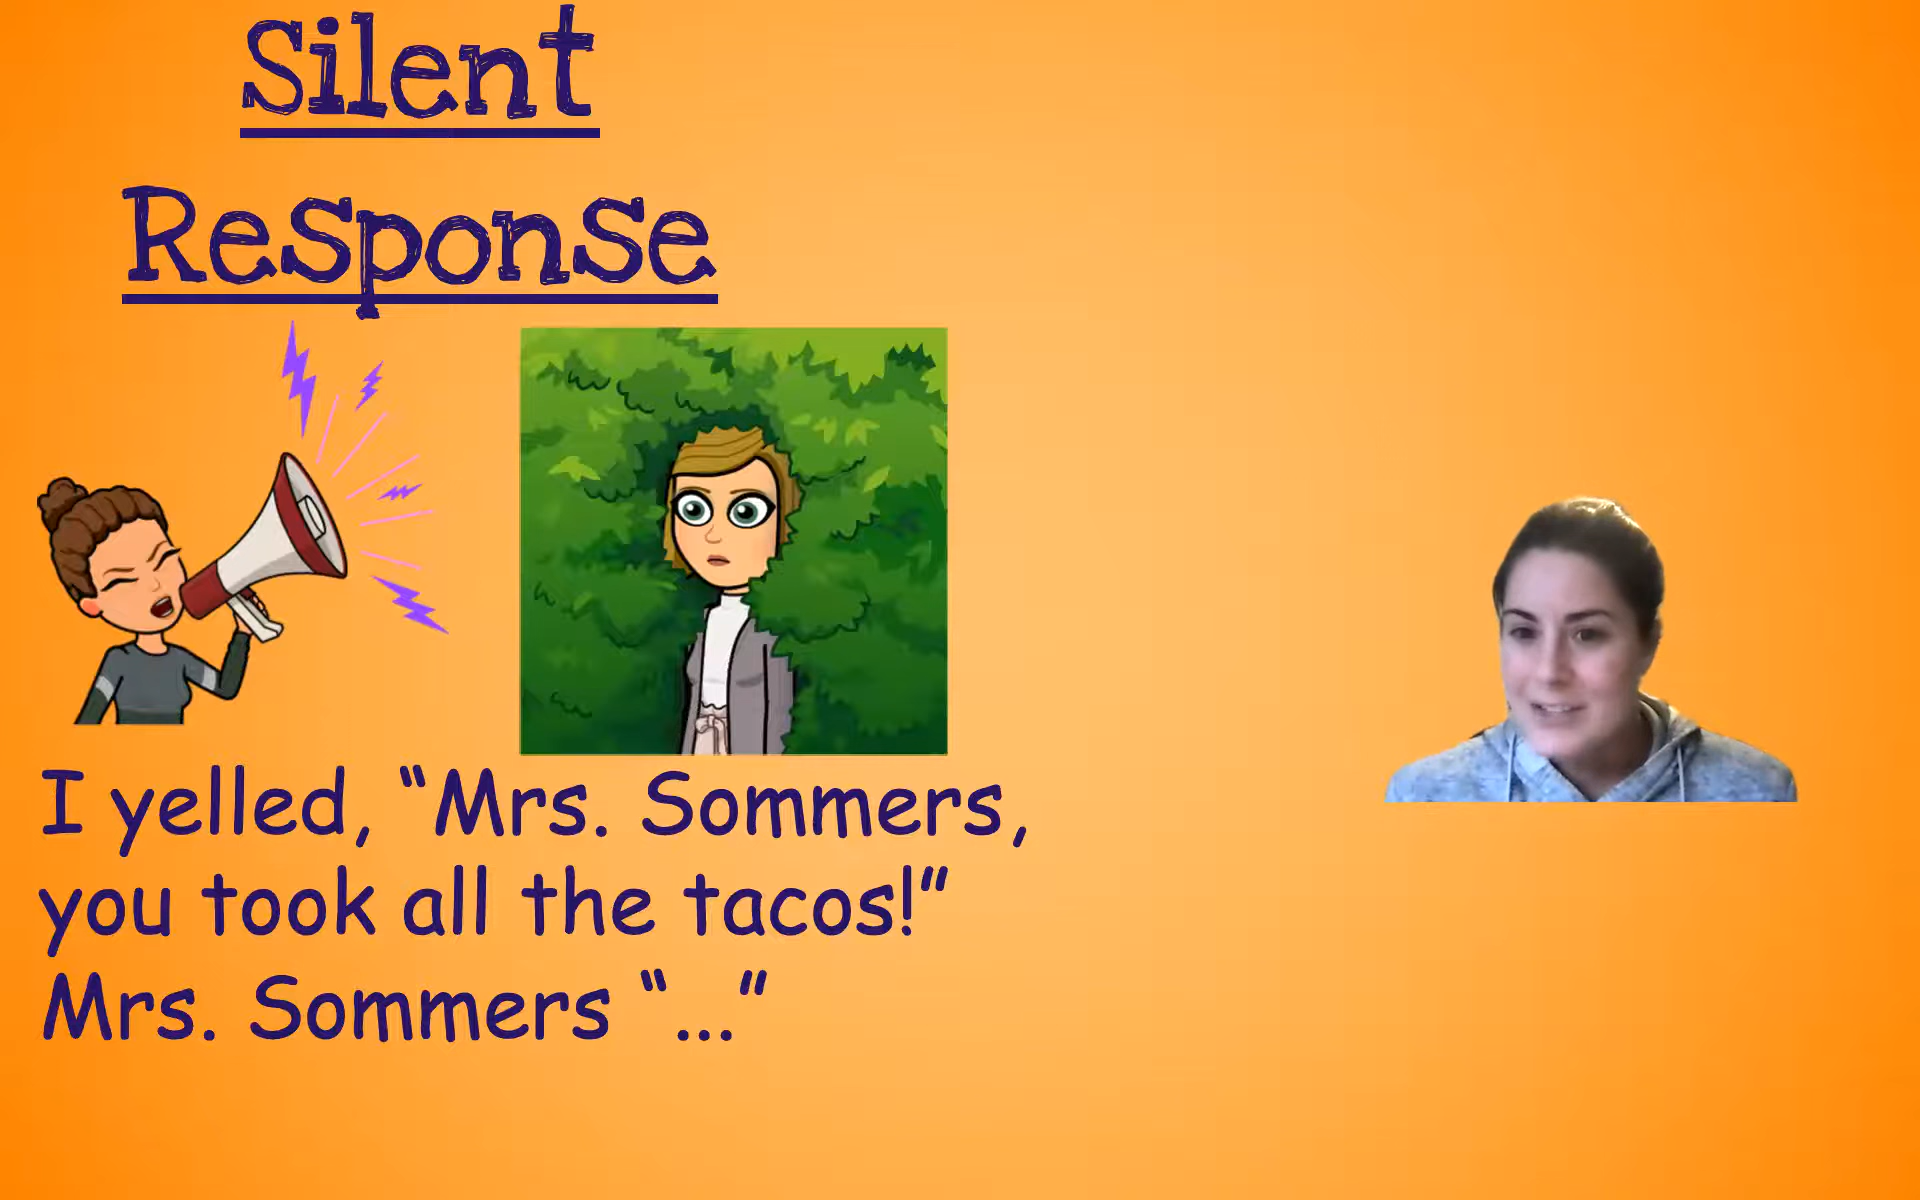 Silent
Response
I yelled, “Mrs. Sommers,
you took all the tacos!”
Mrs. Sommers “...”